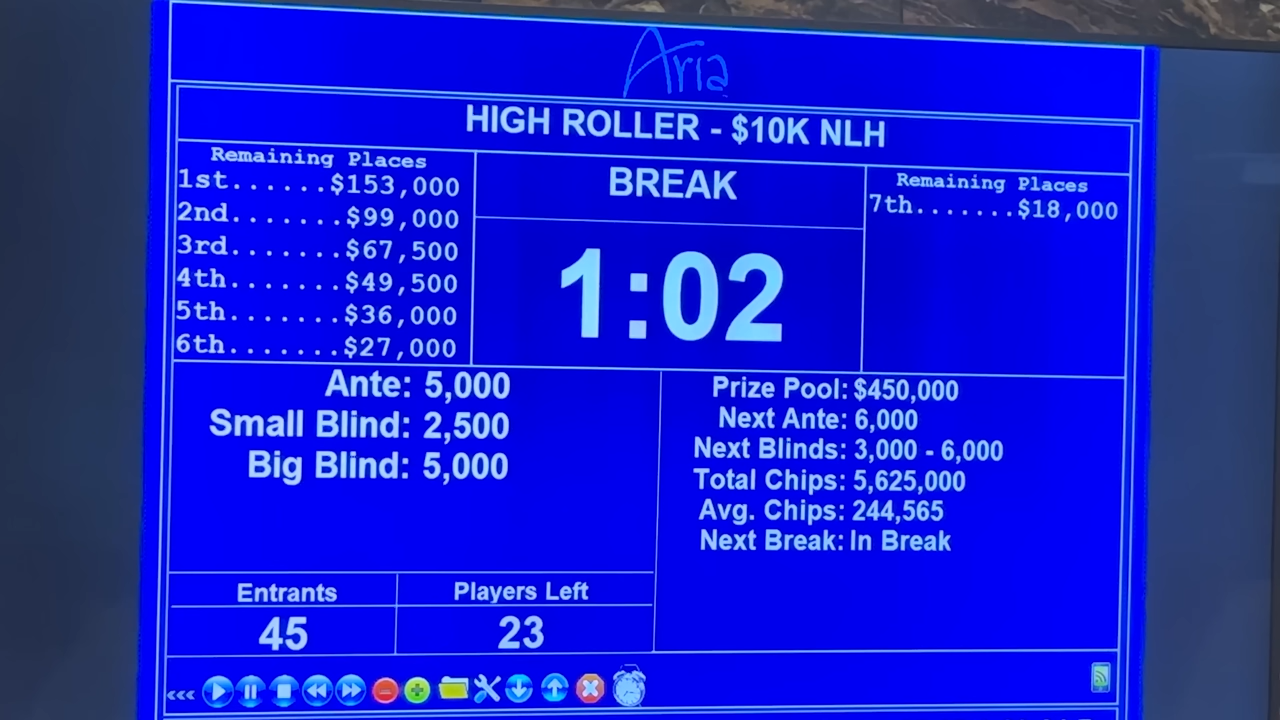 Aria
HIGH ROLLER - $10K NLH
Remaining Places
1st......$153,000
2nd.......$99,000
3rd.......$67,500
4th.......$49,500
5th.......$36,000
6th.......$27,000
BREAK
1:02
Remaining Places
7th.......$18,000
Ante: 5,000
Small Blind: 2,500
Big Blind: 5,000
Prize Pool: $450,000
Next Ante: 6,000
Next Blinds: 3,000 - 6,000
Total Chips: 5,625,000
Avg. Chips: 244,565
Next Break: In Break
Entrants
45
Players Left
23
<<<